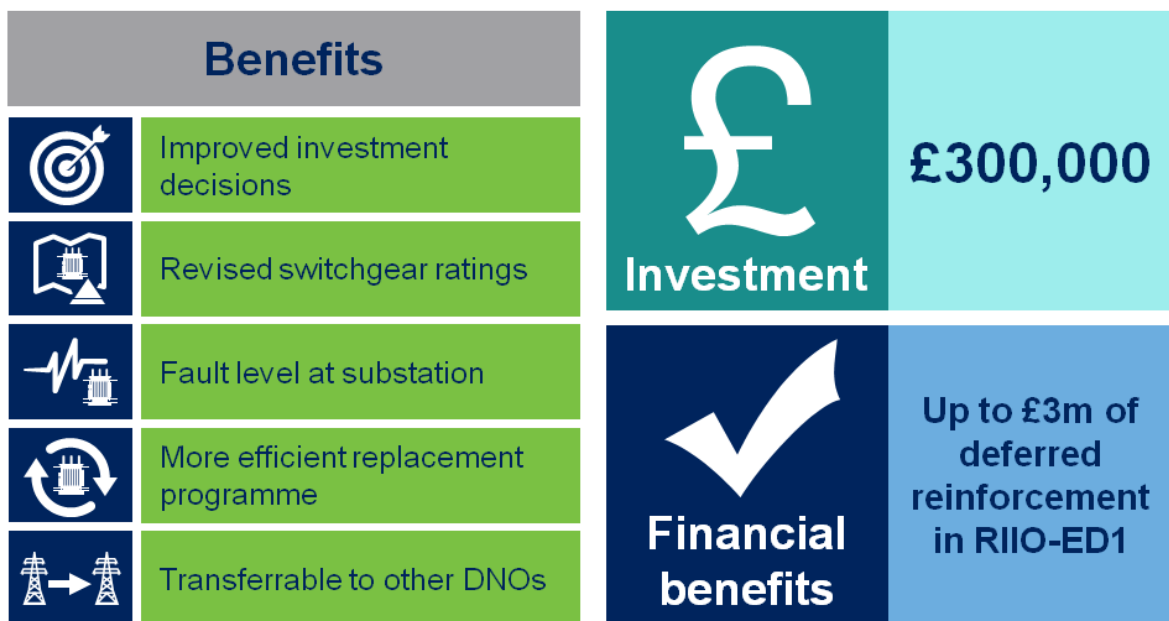 Benefits
Improved investment
decisions
Revised switchgear ratings
Fault level at substation
More efficient replacement
programme
Transferrable to other DNOs
£
Investment
£300,000
Financial
benefits
Up to £3m of
deferred
reinforcement
in RIIO-ED1